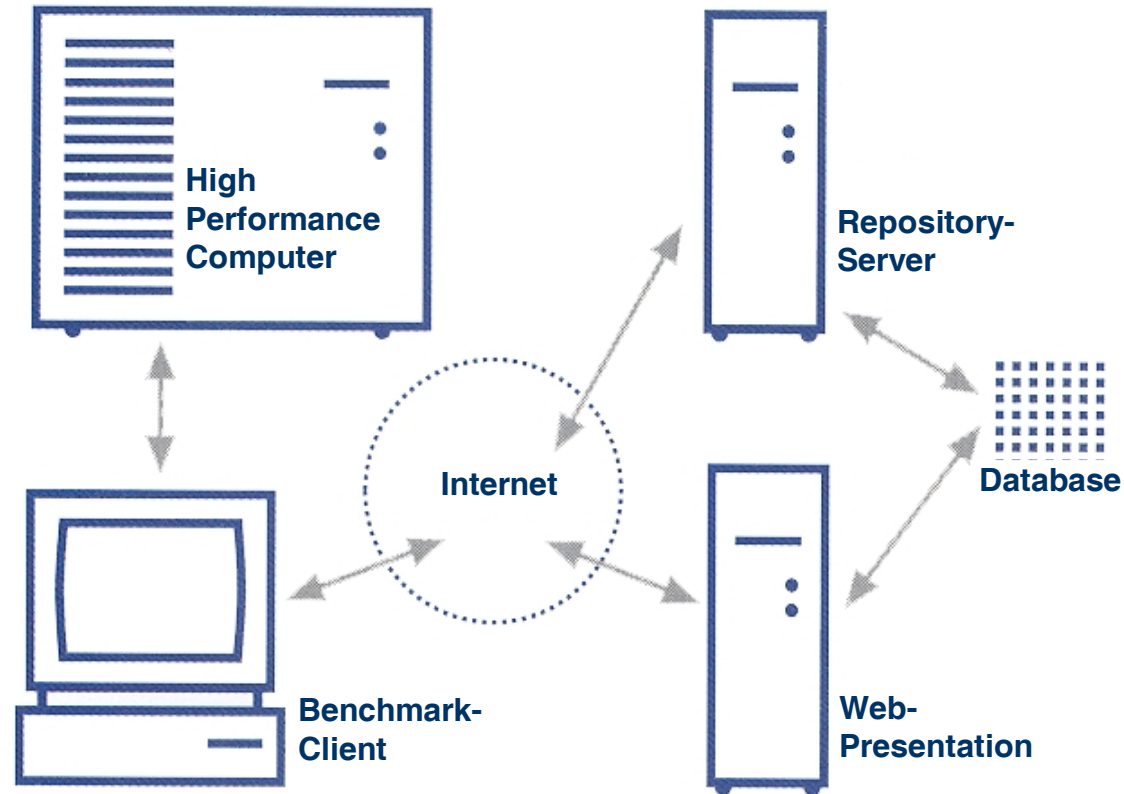 High
Performance
Computer
Repository-
Server
Internet
Database
Benchmark-
Client
Web-
Presentation